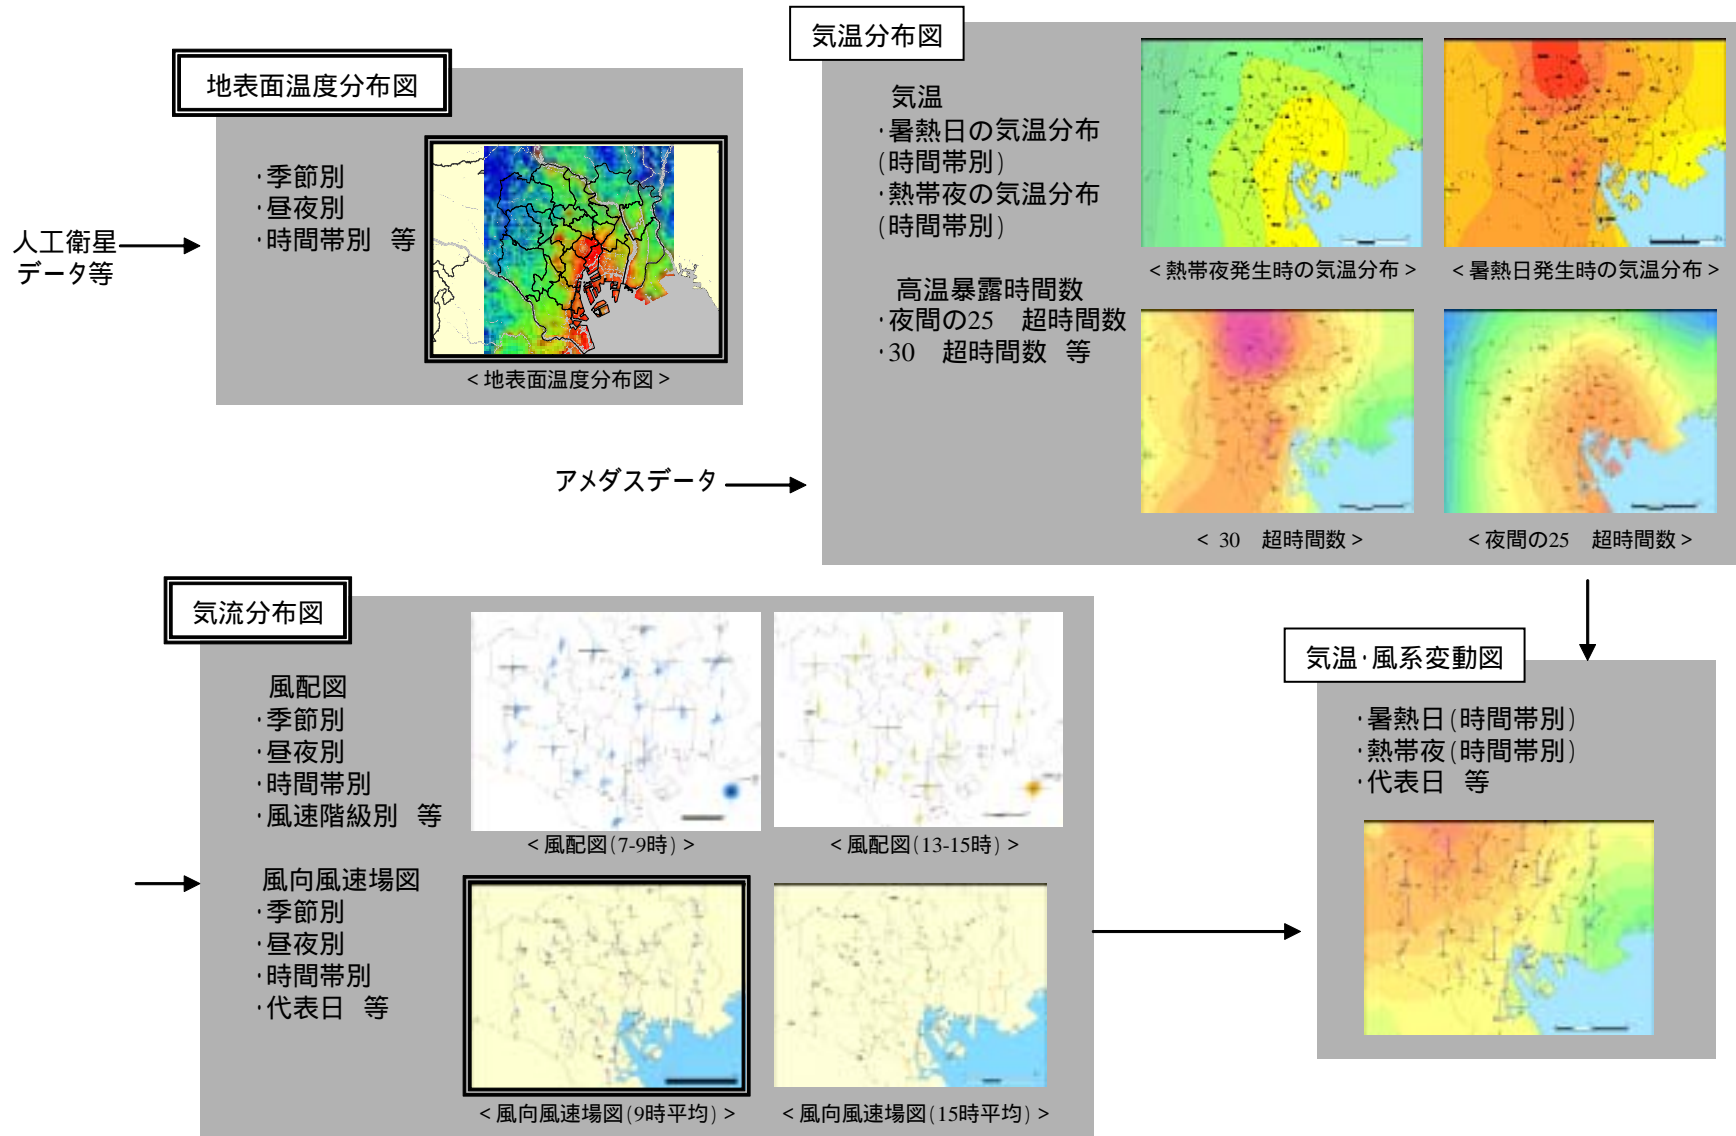 地表面温度分布図
･季節別
･昼夜別
･時間帯別 等
人工衛星
データ等
<地表面温度分布図>
気温分布図
気温
･暑熱日の気温分布
(時間帯別)
･熱帯夜の気温分布
(時間帯別)
高温暴露時間数
･夜間の25 超時間数
･30 超時間数 等
<熱帯夜発生時の気温分布>
<暑熱日発生時の気温分布>
< 30 超時間数>
<夜間の25 超時間数>
アメダスデータ
気流分布図
風配図
･季節別
･昼夜別
･時間帯別
･風速階級別 等
<風配図(7-9時)>
<風配図(13-15時)>
風向風速場図
･季節別
･昼夜別
･時間帯別
･代表日 等
<風向風速場図(9時平均)>
<風向風速場図(15時平均)>
気温･風系変動図
･暑熱日(時間帯別)
･熱帯夜(時間帯別)
･代表日 等